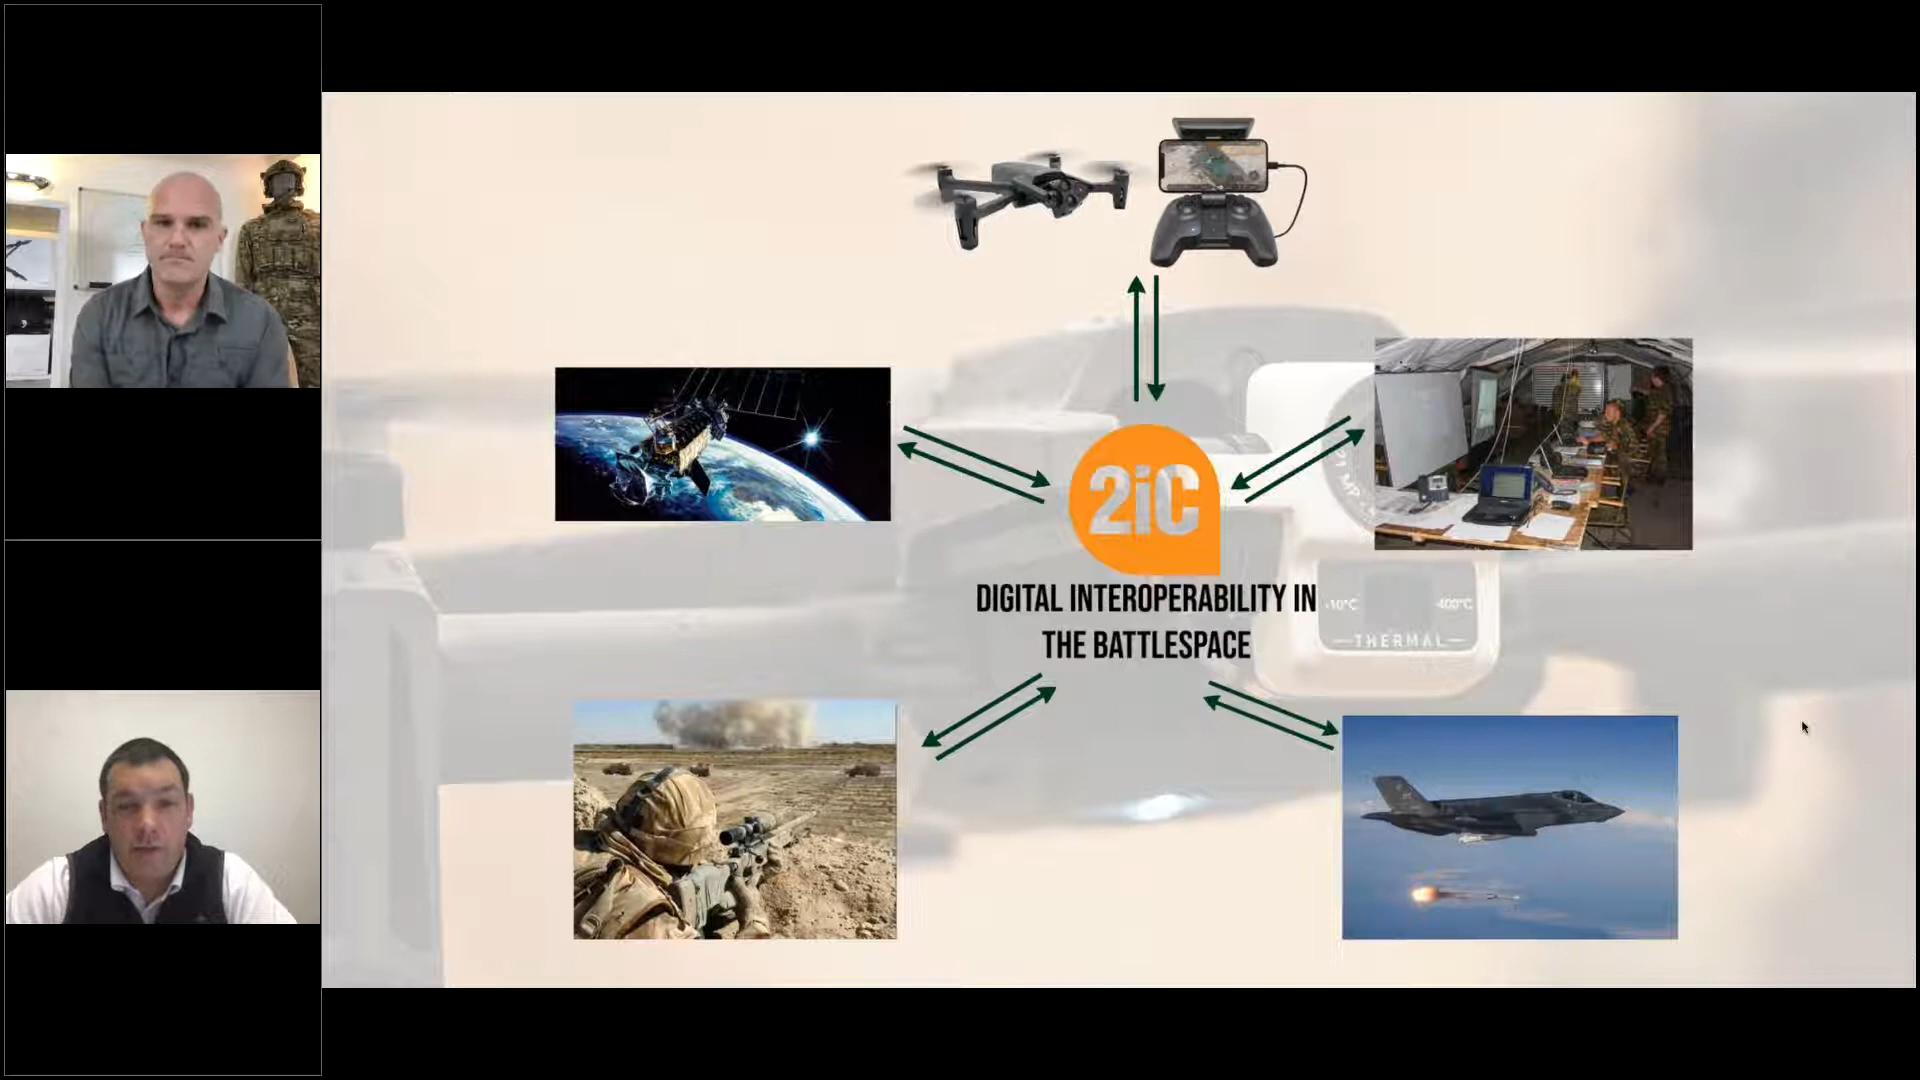 2iC
DIGITAL INTEROPERABILITY IN
THE BATTLESPACE
-10°C
400°C
THERMAL